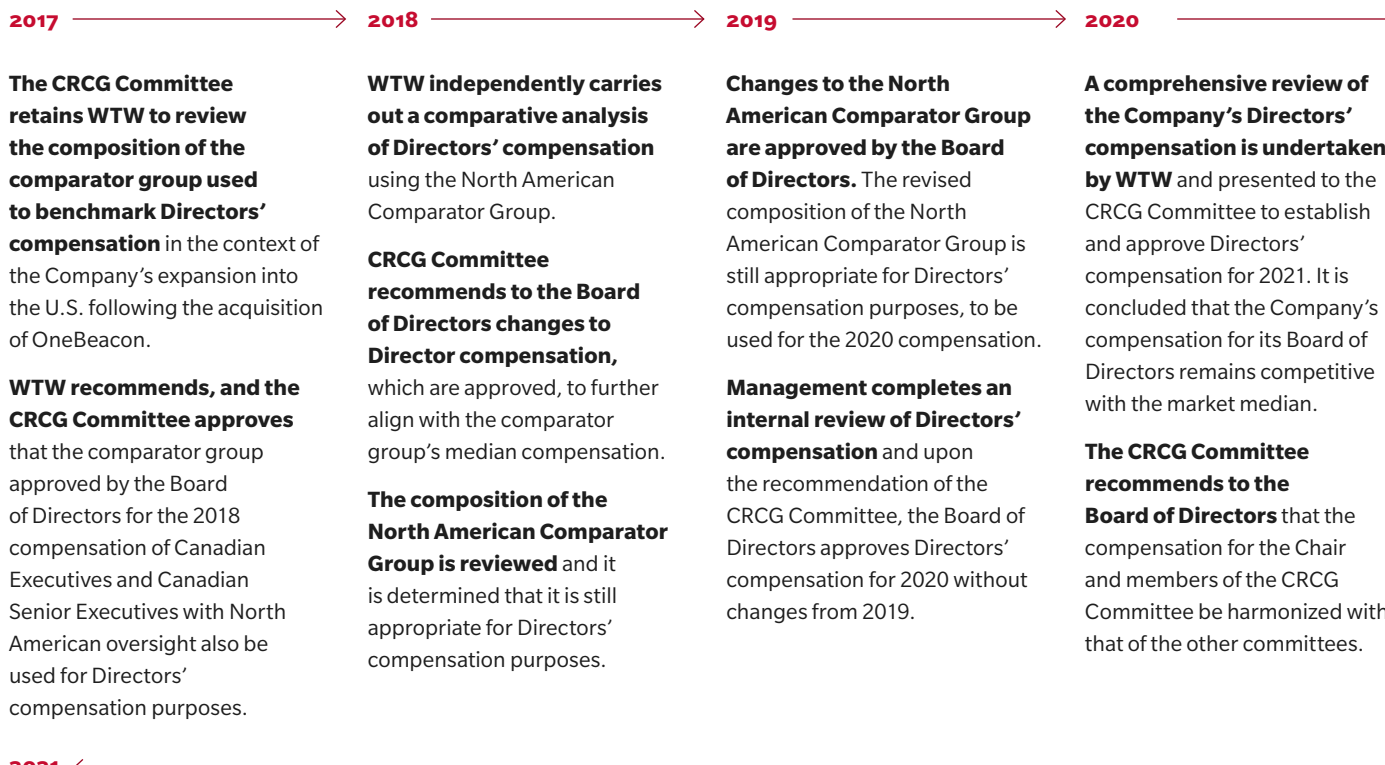 2017
The CRCG Committee
retains WTW to review
the composition of the
comparator group used
to benchmark Directors’
compensation in the context of
the Company’s expansion into
the U.S. following the acquisition
of OneBeacon.
WTW recommends, and the
CRCG Committee approves
that the comparator group
approved by the Board
of Directors for the 2018
compensation of Canadian
Executives and Canadian
Senior Executives with North
American oversight also be
used for Directors’
compensation purposes.
2018
WTW independently carries
out a comparative analysis
of Directors’ compensation
using the North American
Comparator Group.
CRCG Committee
recommends to the Board
of Directors changes to
Director compensation,
which are approved, to further
align with the comparator
group’s median compensation.
The composition of the
North American Comparator
Group is reviewed and it
is determined that it is still
appropriate for Directors’
compensation purposes.
2019
Changes to the North
American Comparator Group
are approved by the Board
of Directors. The revised
composition of the North
American Comparator Group is
still appropriate for Directors’
compensation purposes, to be
used for the 2020 compensation.
Management completes an
internal review of Directors’
compensation and upon
the recommendation of the
CRCG Committee, the Board of
Directors approves Directors’
compensation for 2020 without
changes from 2019.
2020
A comprehensive review of
the Company’s Directors’
compensation is undertaken
by WTW and presented to the
CRCG Committee to establish
and approve Directors’
compensation for 2021. It is
concluded that the Company’s
compensation for its Board of
Directors remains competitive
with the market median.
The CRCG Committee
recommends to the
Board of Directors that the
compensation for the Chair
and members of the CRCG
Committee be harmonized with
that of the other committees.